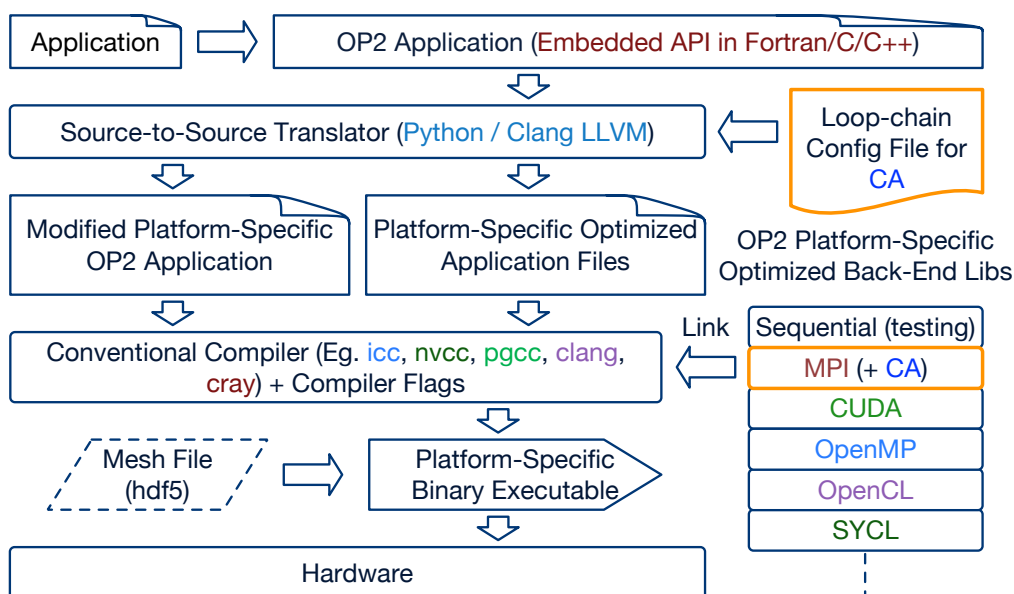 Application
OP2 Application (Embedded API in Fortran/C/C++)
Source-to-Source Translator (Python / Clang LLVM)
Loop-chain
Config File for
CA
Modified Platform-Specific
OP2 Application
Platform-Specific Optimized
Application Files
OP2 Platform-Specific
Optimized Back-End Libs
Conventional Compiler (Eg. icc, nvcc, pgcc, clang,
cray) + Compiler Flags
Link
Sequential (testing)
MPI (+ CA)
CUDA
OpenMP
OpenCL
SYCL
Mesh File
(hdf5)
Platform-Specific
Binary Executable
Hardware